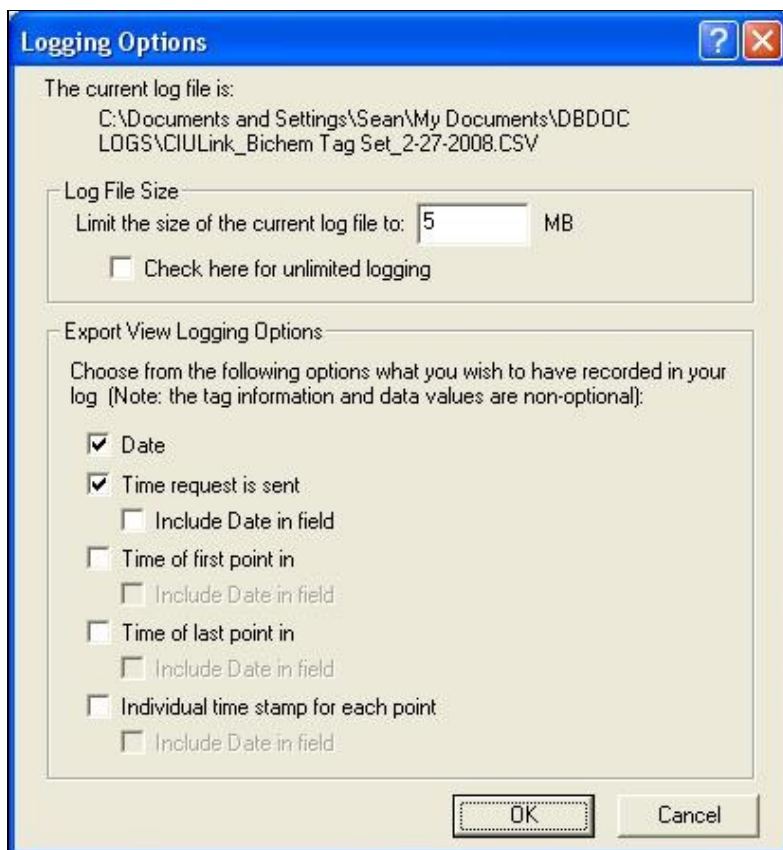 Logging Options
The current log file is:
C:\Documents and Settings\Sean\My Documents\DBDOC
LOGS\CIULink_Bichem Tag Set_2-27-2008.CSV
Log File Size
Limit the size of the current log file to: 5 MB
Check here for unlimited logging
Export View Logging Options
Choose from the following options what you wish to have recorded in your
log (Note: the tag information and data values are non-optional):
Date
Time request is sent
Include Date in field
Time of first point in
Include Date in field
Time of last point in
Include Date in field
Individual time stamp for each point
Include Date in field
OK Cancel